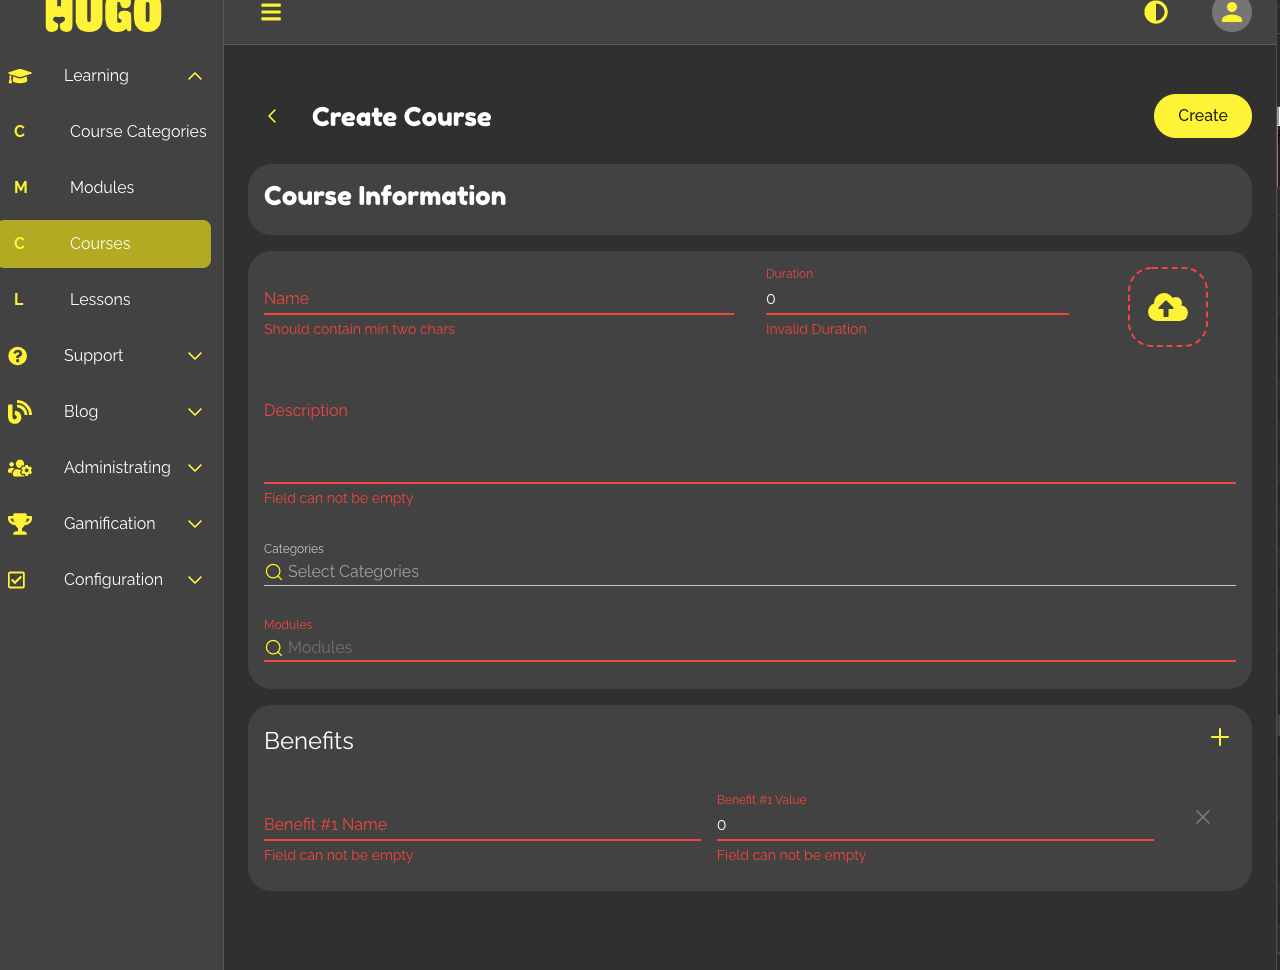 HUGO
Learning
C Course Categories
M Modules
C Courses
L Lessons
Support
Blog
Administrating
Gamification
Configuration
Create Course
Create
Course Information
Name
Should contain min two chars
Duration
0
Invalid Duration
Description
Field can not be empty
Categories
Select Categories
Modules
Modules
Benefits
Benefit #1 Name
Field can not be empty
Benefit #1 Value
0
Field can not be empty